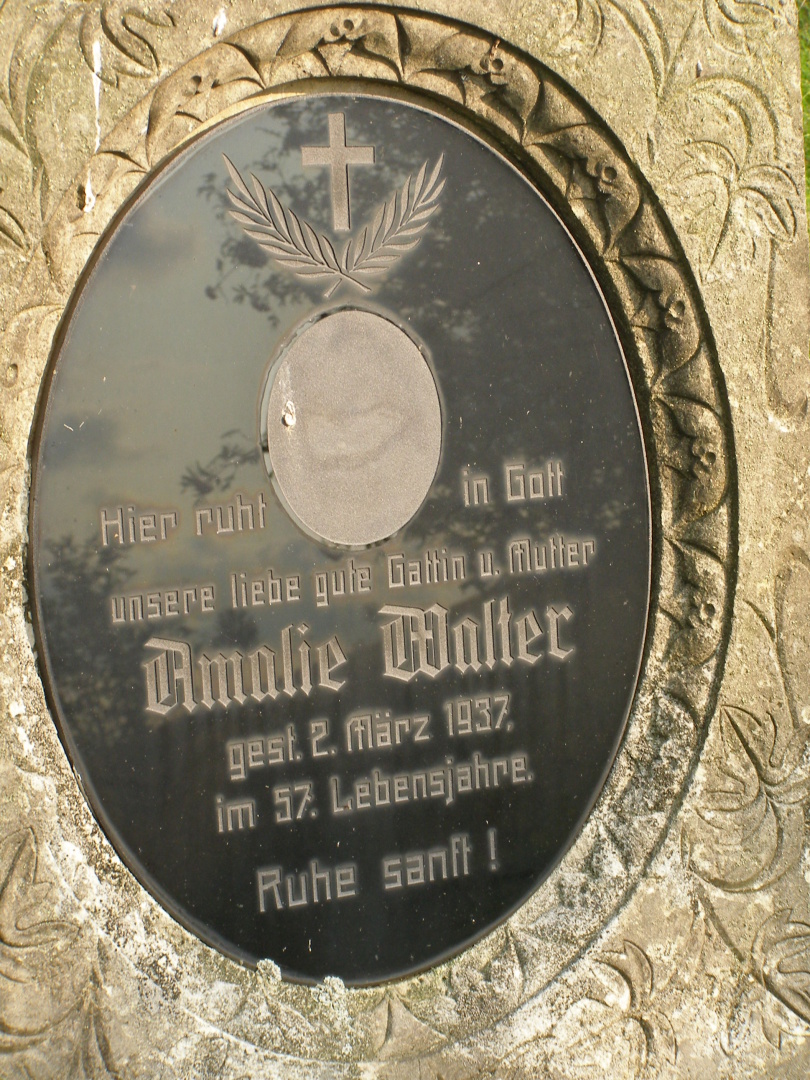 Hier ruht in Gott
unsere liebe gute Gattin u. Mutter
Amalie Walter
gest. 2. März 1937,
im 57. Lebensjahre.
Ruhe sanft!